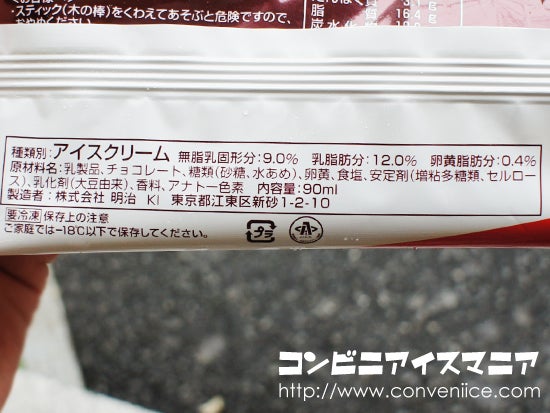 ・スティック(木の棒)をくわえてあそぶと危険ですので、
脂 質 16.4 g
種類別:アイスクリーム 無脂乳固形分:9.0% 乳脂肪分:12.0% 卵黄脂肪分:0.4%
原材料名:乳製品、チョコレート、糖類(砂糖、水あめ)、卵黄、食塩、安定剤(増粘多糖類、セルロー
ス)、乳化剤(大豆由来)、香料、アナトー色素 内容量:90ml
製造者:株式会社 明治 KI 東京都江東区新砂1-2-10
要冷凍 保存上の注意
ご家庭では-18℃以下で保存してください。
プラ
コンビニアイスマニア
http://www.conveniice.com/